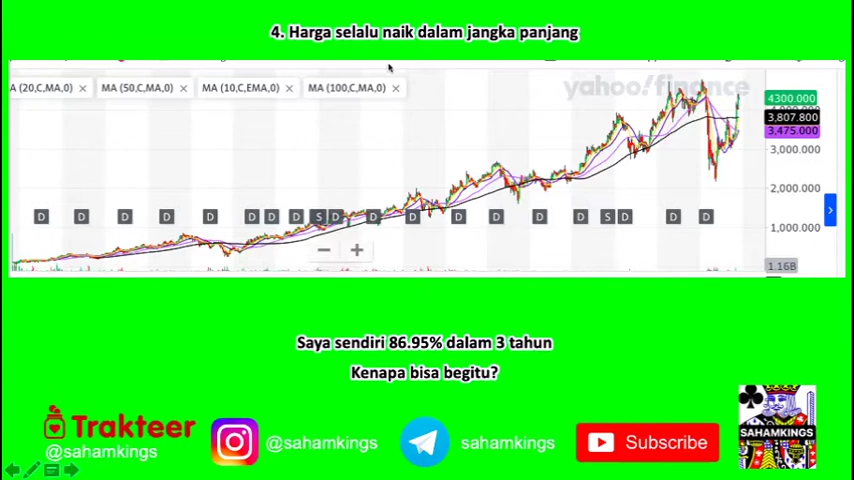 4. Harga selalu naik dalam jangka panjang
yahoo!finance
A (20,C,MA,0) ×
MA (50,C,MA,0) ×
MA (10,C,EMA,0) ×
MA (100,C,MA,0) ×
4300.000
3,807.800
3,475.000
3,000.000
2,000.000
1,000.000
D D D D D D D D S D D D D D D D S D D D
1.16B
Saya sendiri 86.95% dalam 3 tahun
Kenapa bisa begitu?
Trakteer
@sahamkings
@sahamkings
sahamkings
Subscribe
SAHAMKINGS